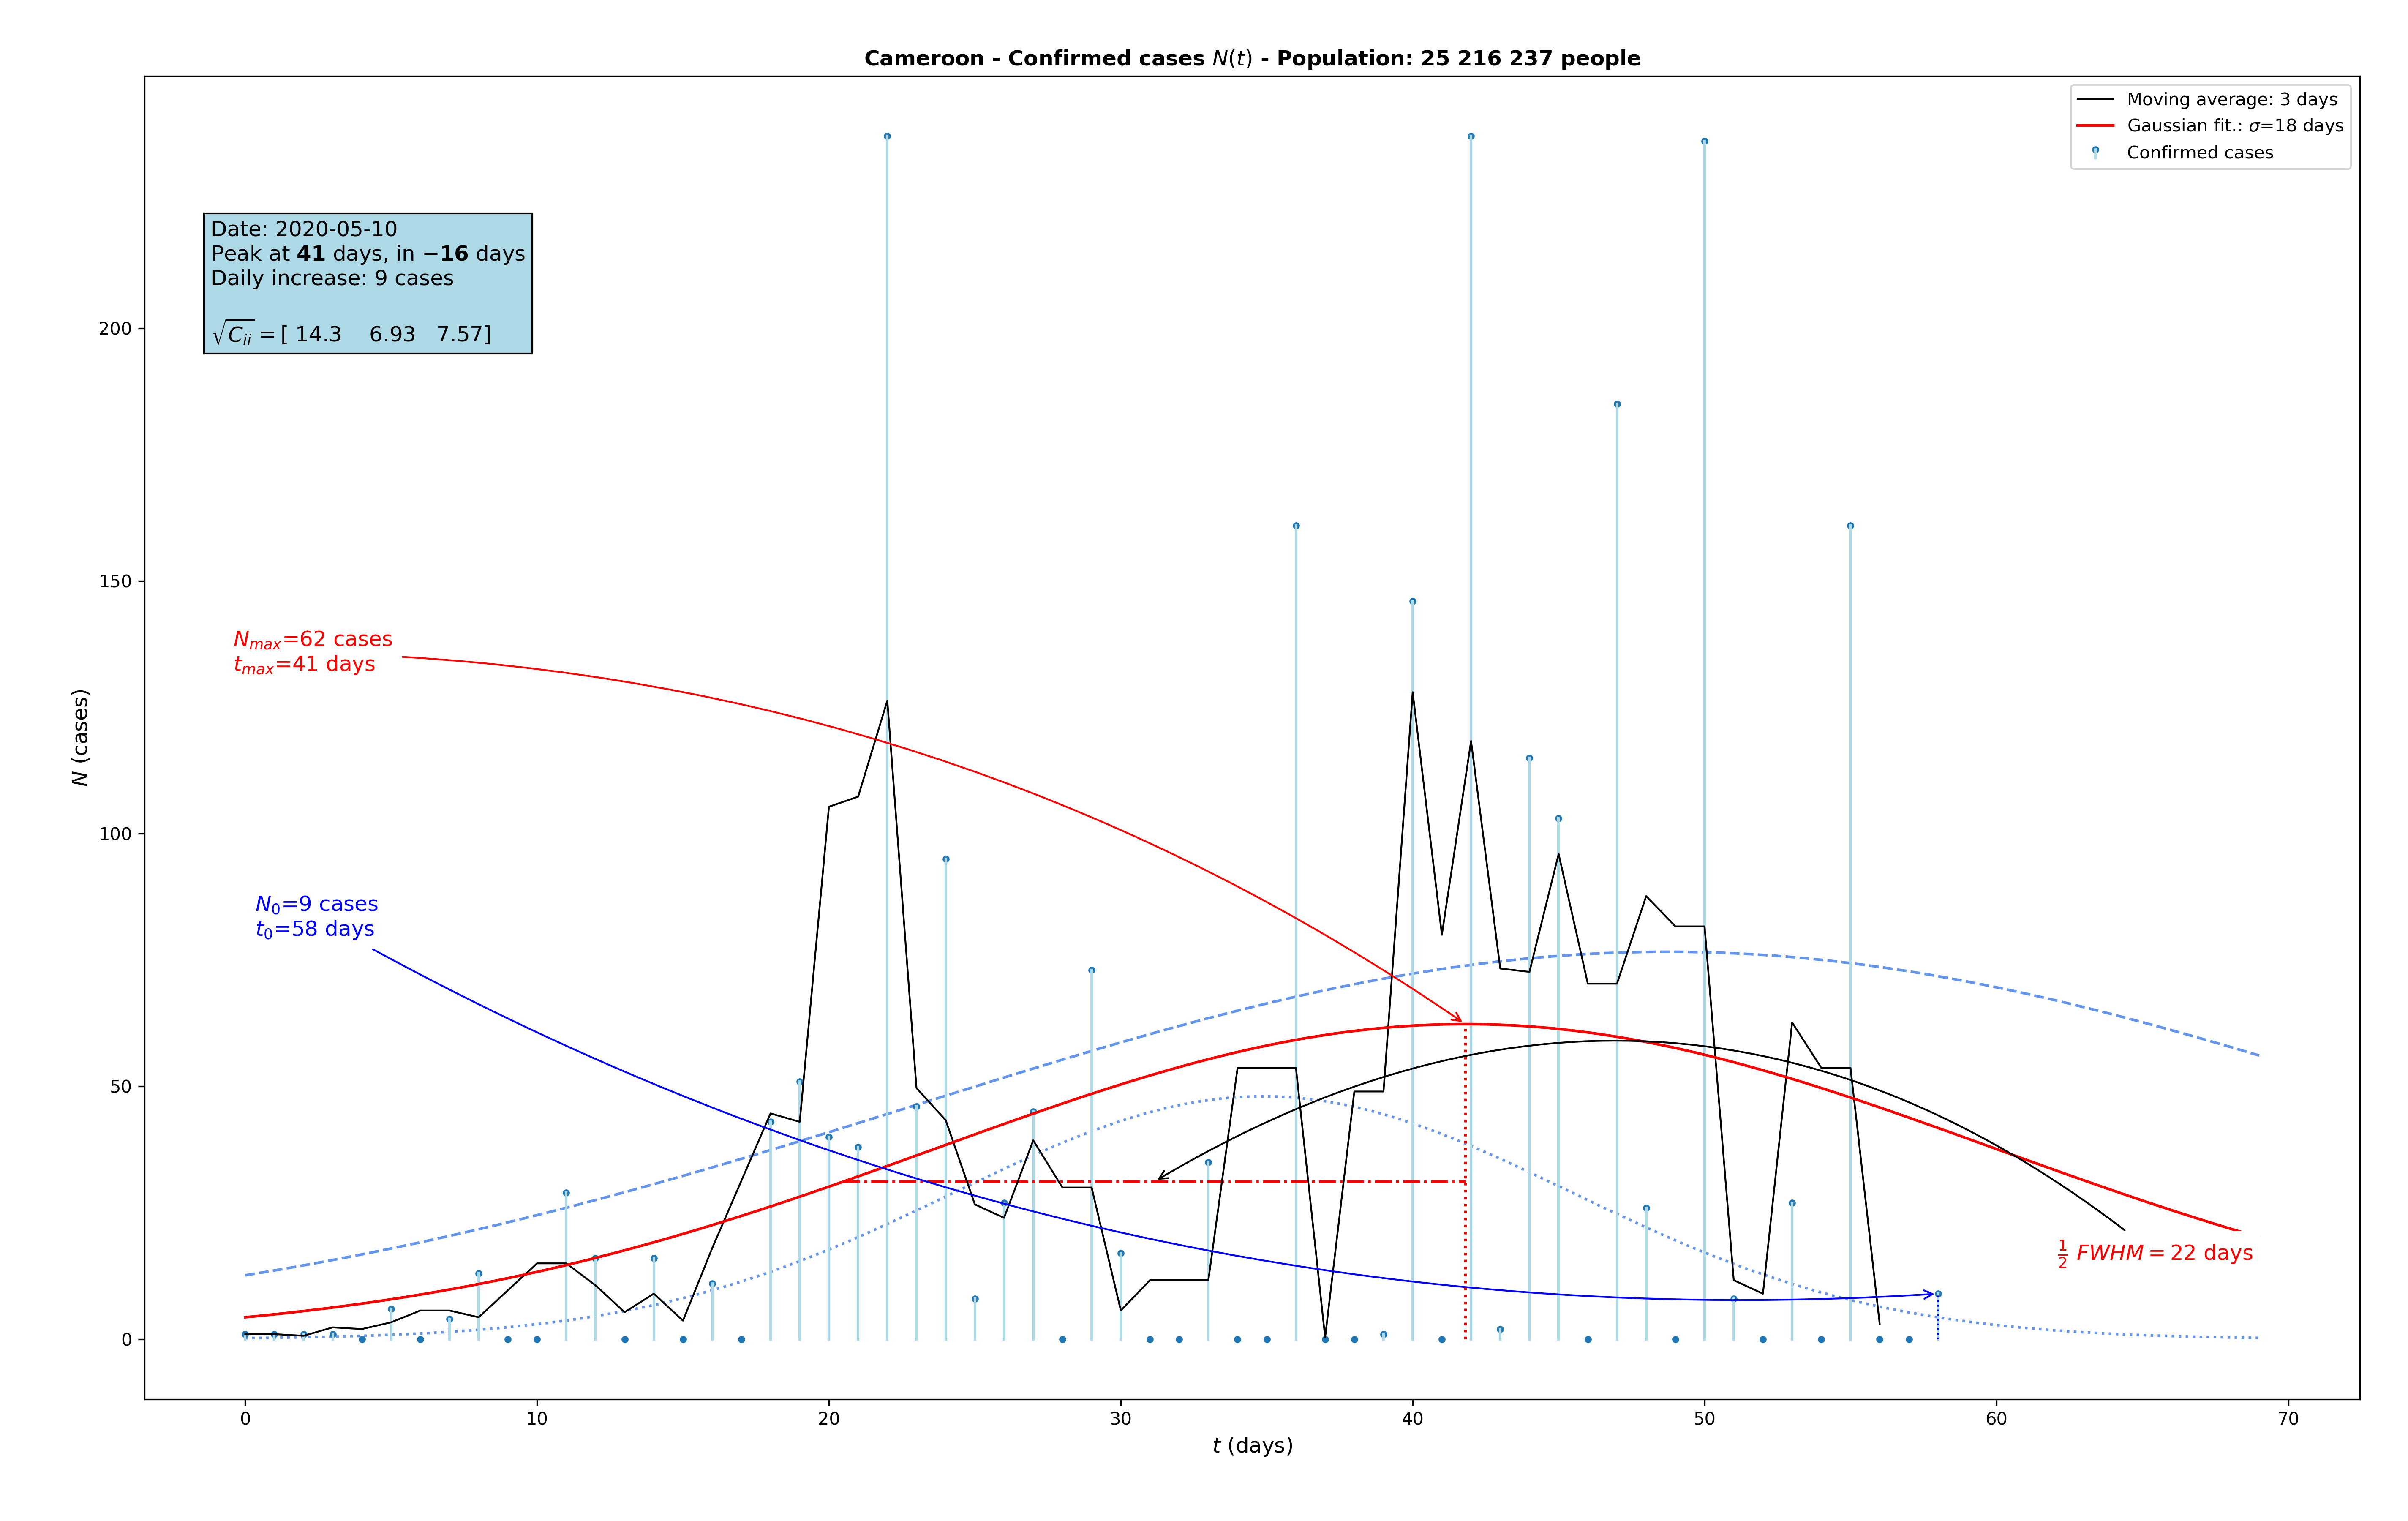 Cameroon - Confirmed cases N(t) - Population: 25 216 237 people
Moving average: 3 days
Gaussian fit.: σ=18 days
Confirmed cases
Date: 2020-05-10
Peak at 41 days, in −16 days
Daily increase: 9 cases
√Cii = [ 14.3 6.93 7.57]
Nmax=62 cases
tmax=41 days
N0=9 cases
t0=58 days
½ FWHM = 22 days
N (cases)
200
150
100
50
0
0 10 20 30 40 50 60 70
t (days)